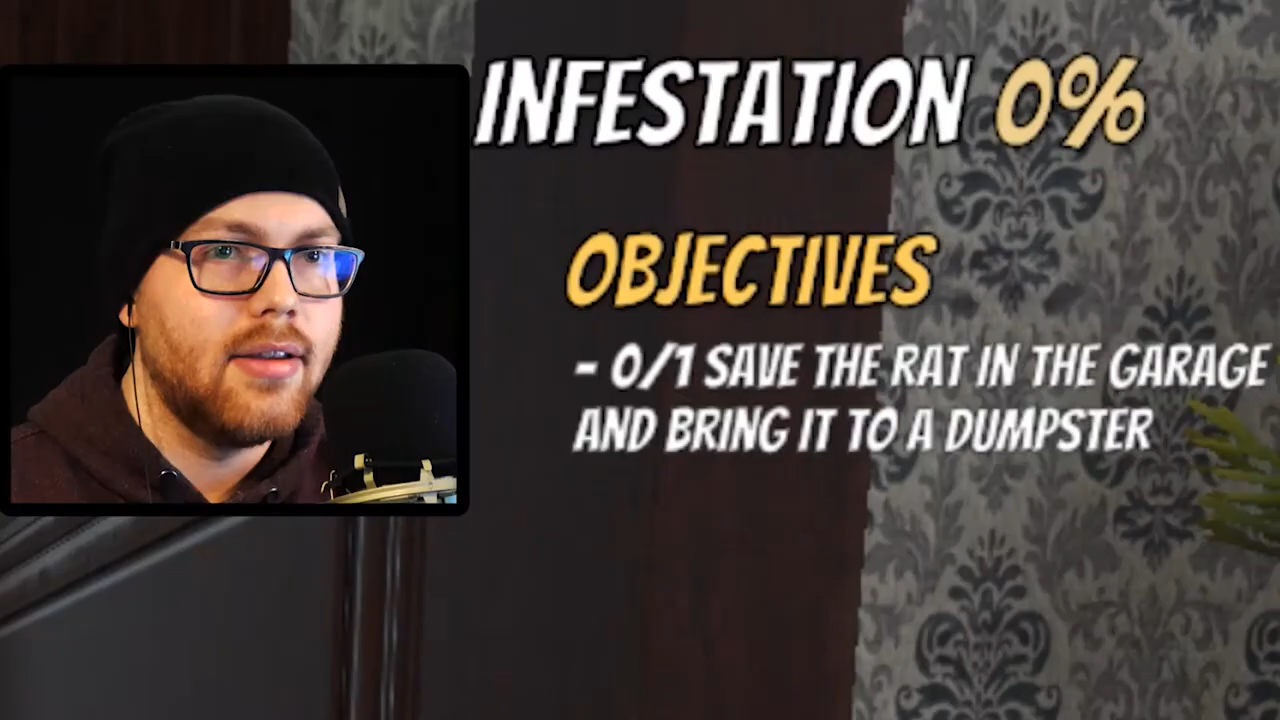 INFESTATION 0%
OBJECTIVES
- 0/1 SAVE THE RAT IN THE GARAGE
AND BRING IT TO A DUMPSTER